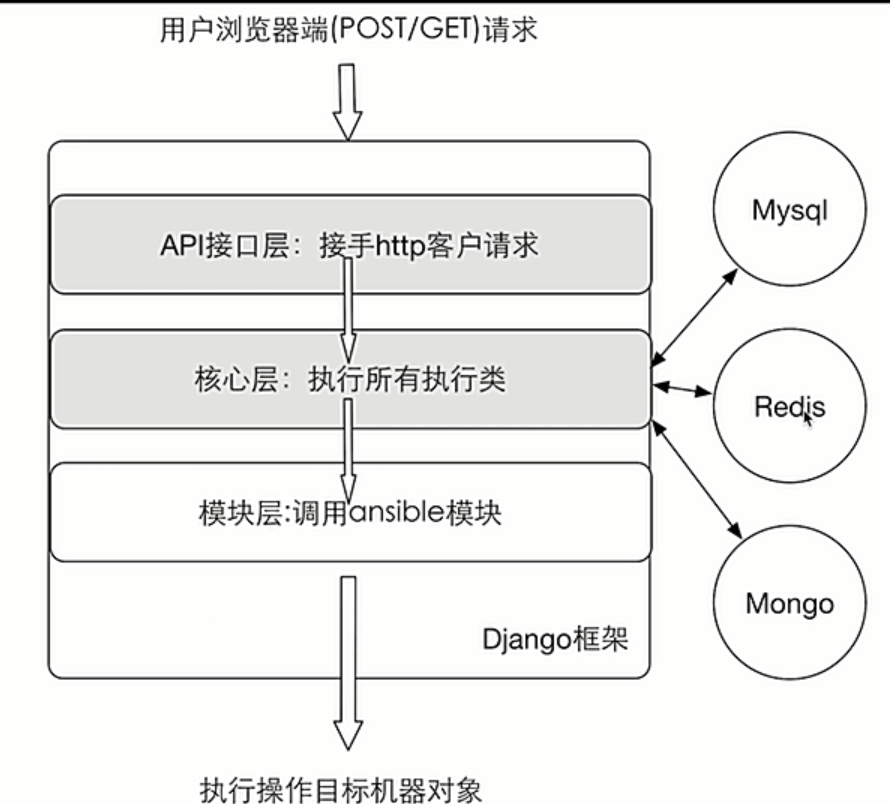 用户浏览器端(POST/GET)请求
API接口层：接手http客户请求
核心层：执行所有执行类
模块层:调用ansible模块
Django框架
执行操作目标机器对象
Mysql
Redis
Mongo